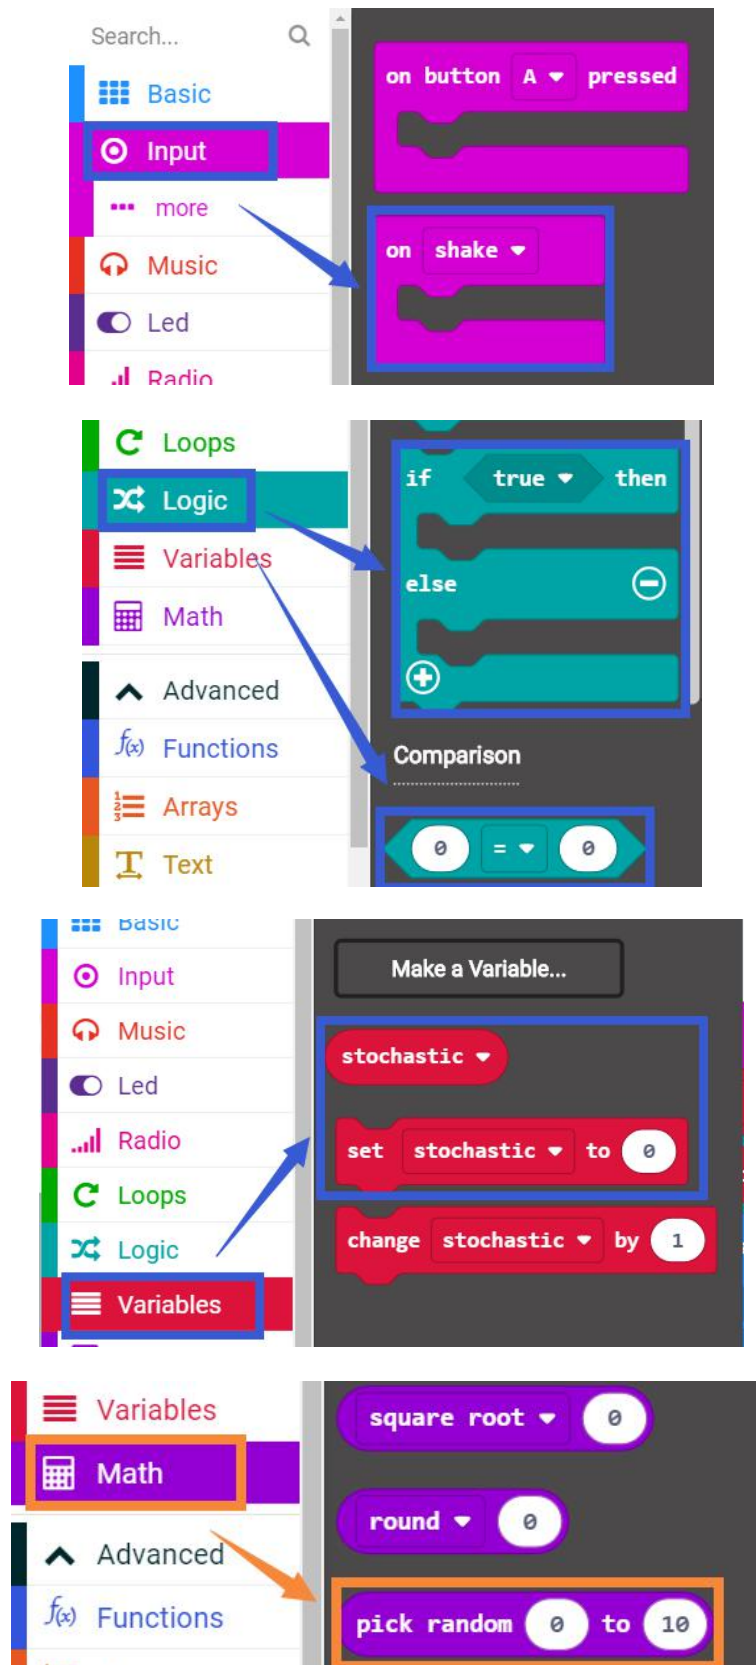 Search...
Basic
Input
more
Music
Led
Radio
on button A pressed
on shake
Loops
Logic
Variables
Math
Advanced
f(x) Functions
Arrays
T Text
if true then
else
Comparison
0 = 0
Basic
Input
Music
Led
Radio
Loops
Logic
Variables
Make a Variable...
stochastic
set stochastic to 0
change stochastic by 1
Variables
Math
Advanced
f(x) Functions
square root 0
round 0
pick random 0 to 10